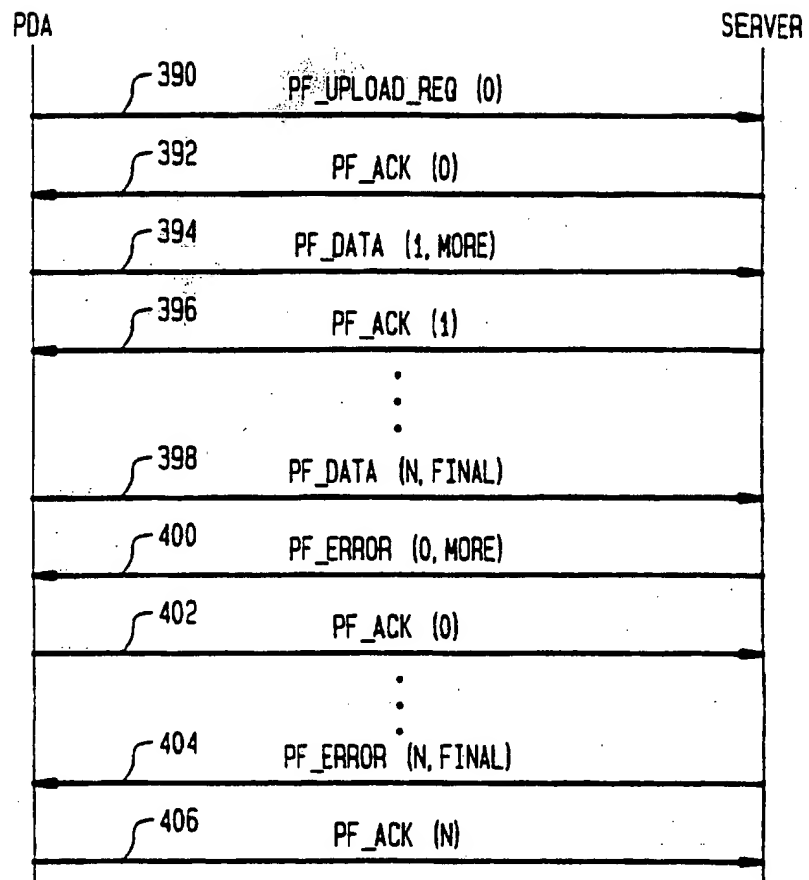 PDA SERVER
390 PF_UPLOAD_REQ (0)
392 PF_ACK (0)
394 PF_DATA (1, MORE)
396 PF_ACK (1)
398 PF_DATA (N, FINAL)
400 PF_ERROR (0, MORE)
402 PF_ACK (0)
404 PF_ERROR (N, FINAL)
406 PF_ACK (N)